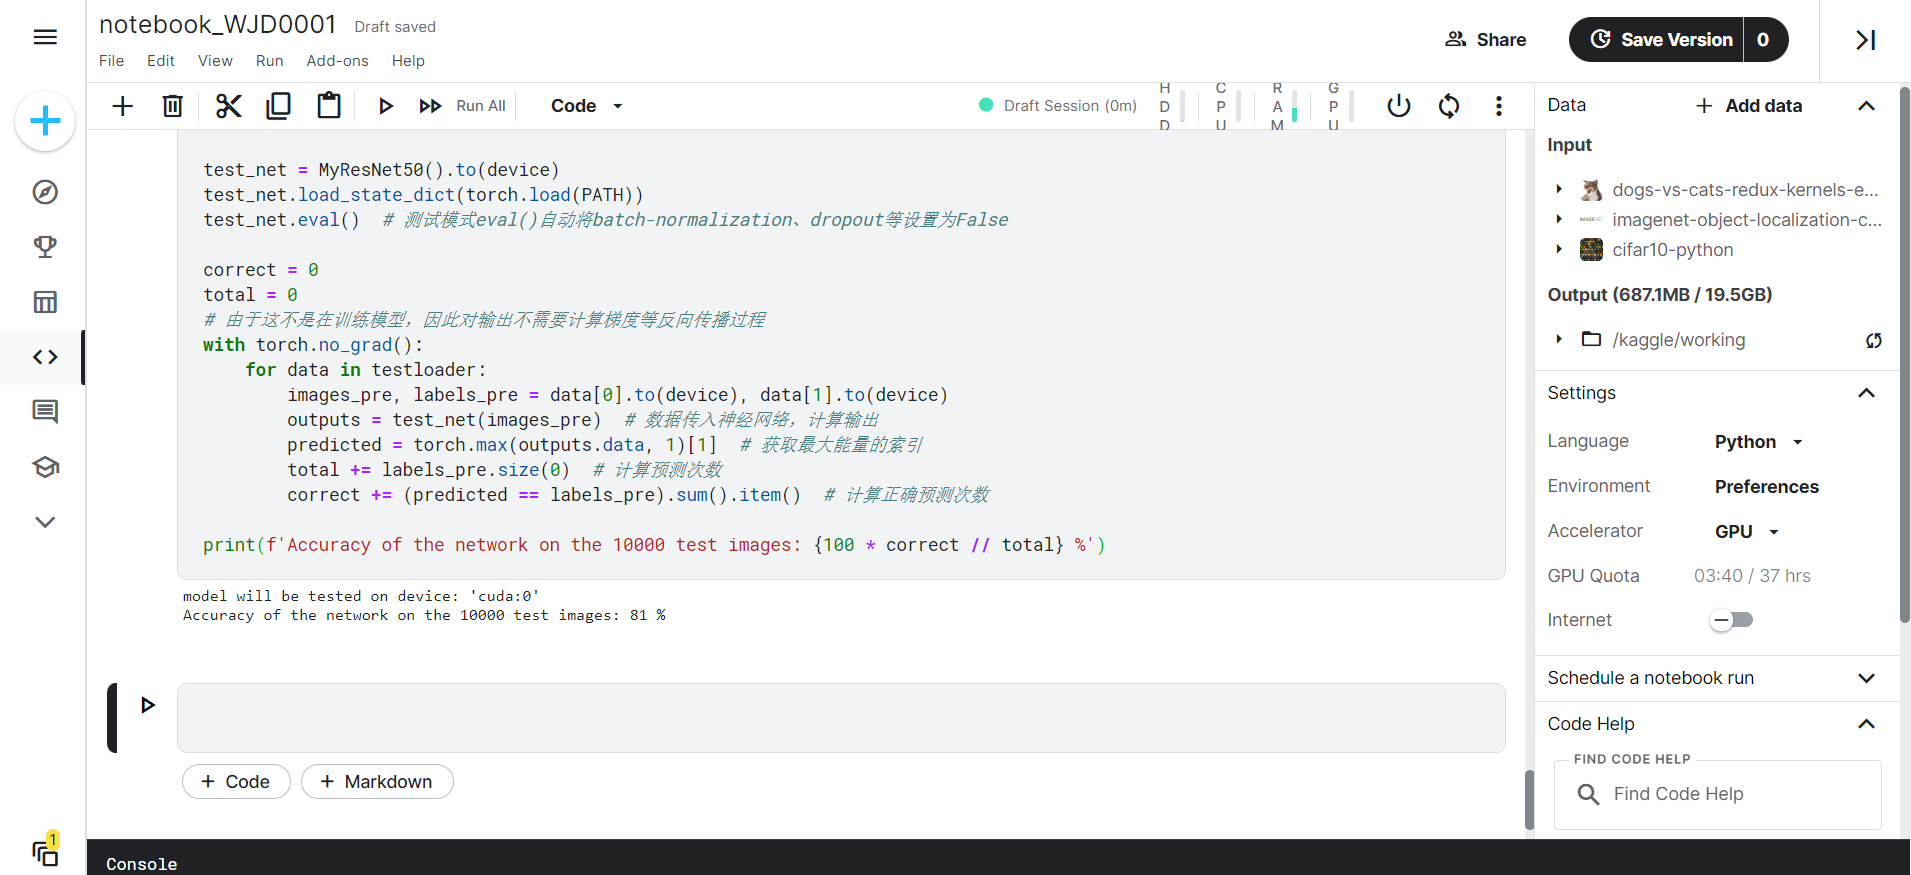 notebook_WJD0001 Draft saved
File Edit View Run Add-ons Help
Share
Save Version 0
Run All
Code
Draft Session (0m)
HDD
CPU
RAM
GPU
test_net = MyResNet50().to(device)
test_net.load_state_dict(torch.load(PATH))
test_net.eval()  # 测试模式eval()自动将batch-normalization、dropout等设置为False
correct = 0
total = 0
# 由于这不是在训练模型，因此对输出不需要计算梯度等反向传播过程
with torch.no_grad():
    for data in testloader:
        images_pre, labels_pre = data[0].to(device), data[1].to(device)
        outputs = test_net(images_pre)  # 数据传入神经网络，计算输出
        predicted = torch.max(outputs.data, 1)[1]  # 获取最大能量的索引
        total += labels_pre.size(0)  # 计算预测次数
        correct += (predicted == labels_pre).sum().item()  # 计算正确预测次数
print(f'Accuracy of the network on the 10000 test images: {100 * correct // total} %')
model will be tested on device: 'cuda:0'
Accuracy of the network on the 10000 test images: 81 %
+ Code
+ Markdown
Console
1
Data
+ Add data
Input
dogs-vs-cats-redux-kernels-e...
imagenet-object-localization-c...
cifar10-python
Output (687.1MB / 19.5GB)
/kaggle/working
Settings
Language Python
Environment Preferences
Accelerator GPU
GPU Quota 03:40 / 37 hrs
Internet
Schedule a notebook run
Code Help
FIND CODE HELP
Find Code Help